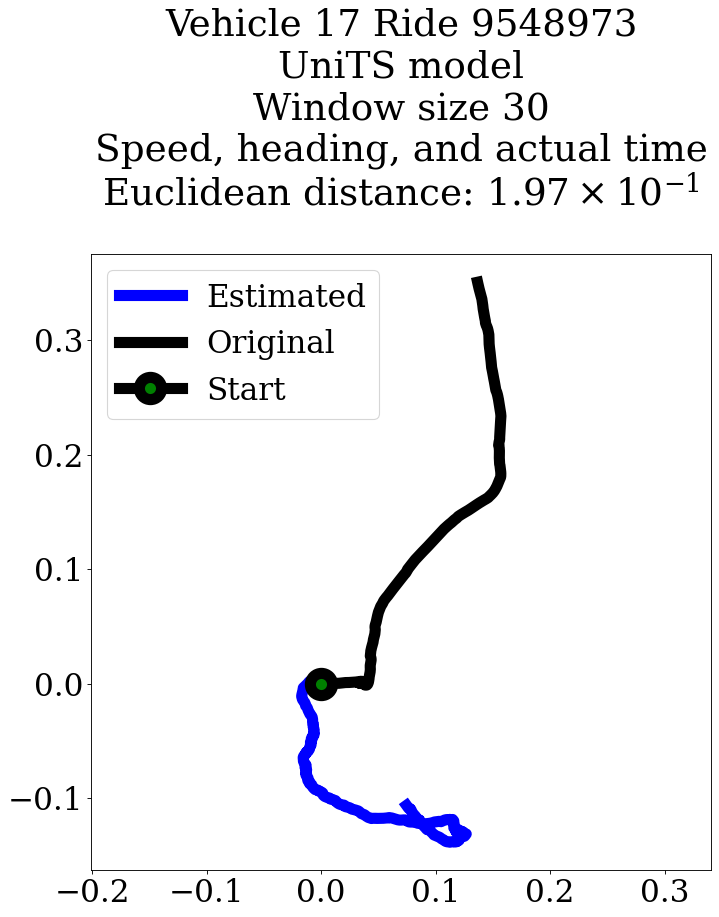 Vehicle 17 Ride 9548973
UniTS model
Window size 30
Speed, heading, and actual time
Euclidean distance: 1.97 × 10⁻¹
Estimated
Original
Start
0.3
0.2
0.1
0.0
−0.1
−0.2 −0.1 0.0 0.1 0.2 0.3